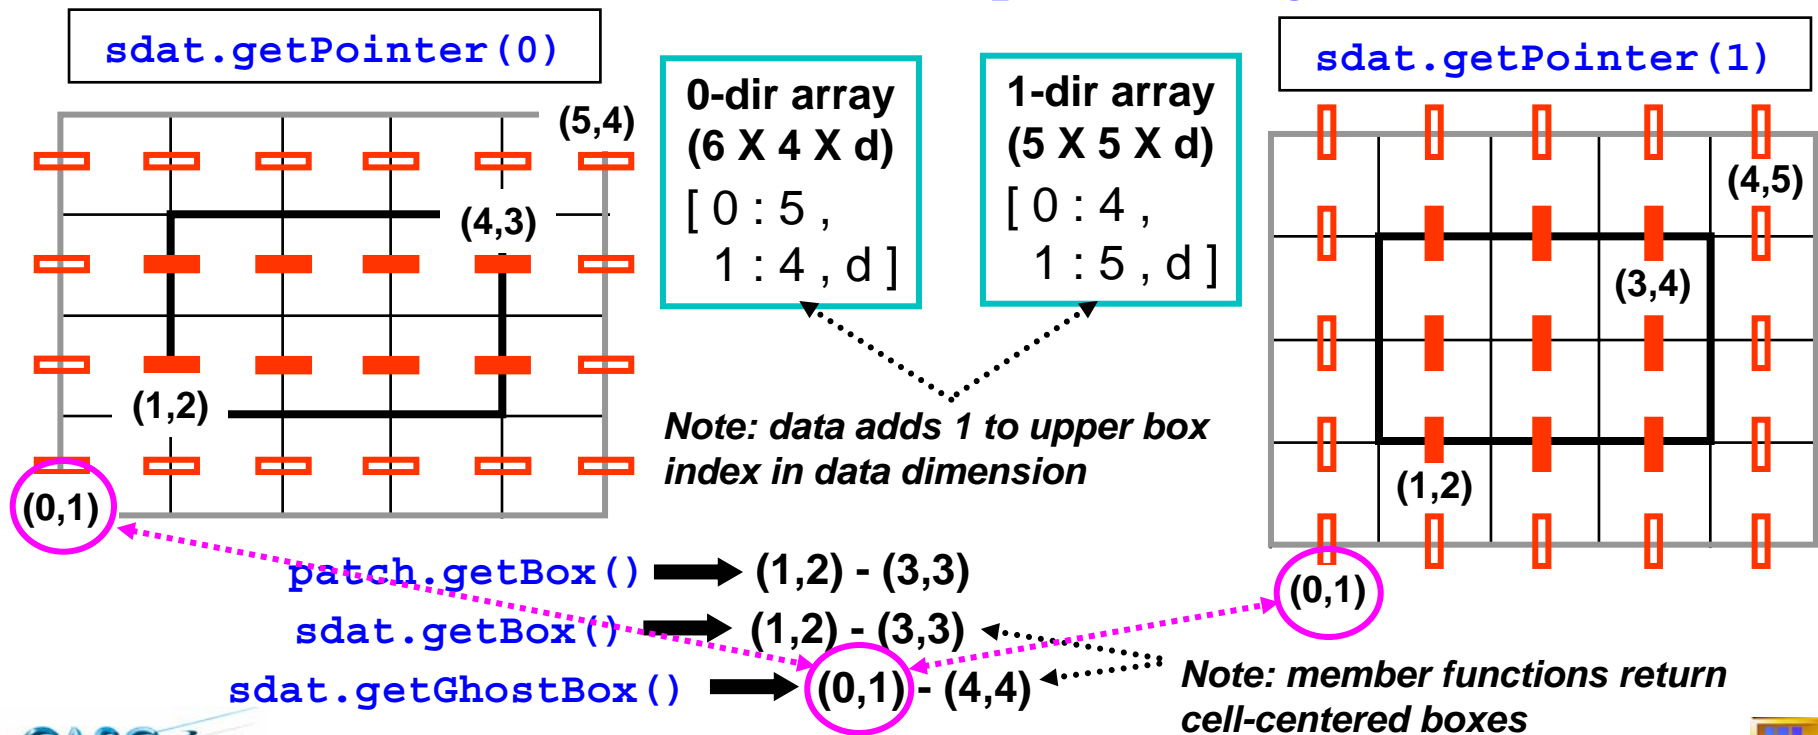 sdat.getPointer(0)
(5,4)
(4,3)
(1,2)
(0,1)
0-dir array
(6 X 4 X d)
[ 0 : 5 ,
1 : 4 , d ]
1-dir array
(5 X 5 X d)
[ 0 : 4 ,
1 : 5 , d ]
Note: data adds 1 to upper box
index in data dimension
sdat.getPointer(1)
(4,5)
(3,4)
(1,2)
(0,1)
patch.getBox() (1,2) - (3,3)
sdat.getBox() (1,2) - (3,3)
sdat.getGhostBox() (0,1) - (4,4)
Note: member functions return
cell-centered boxes